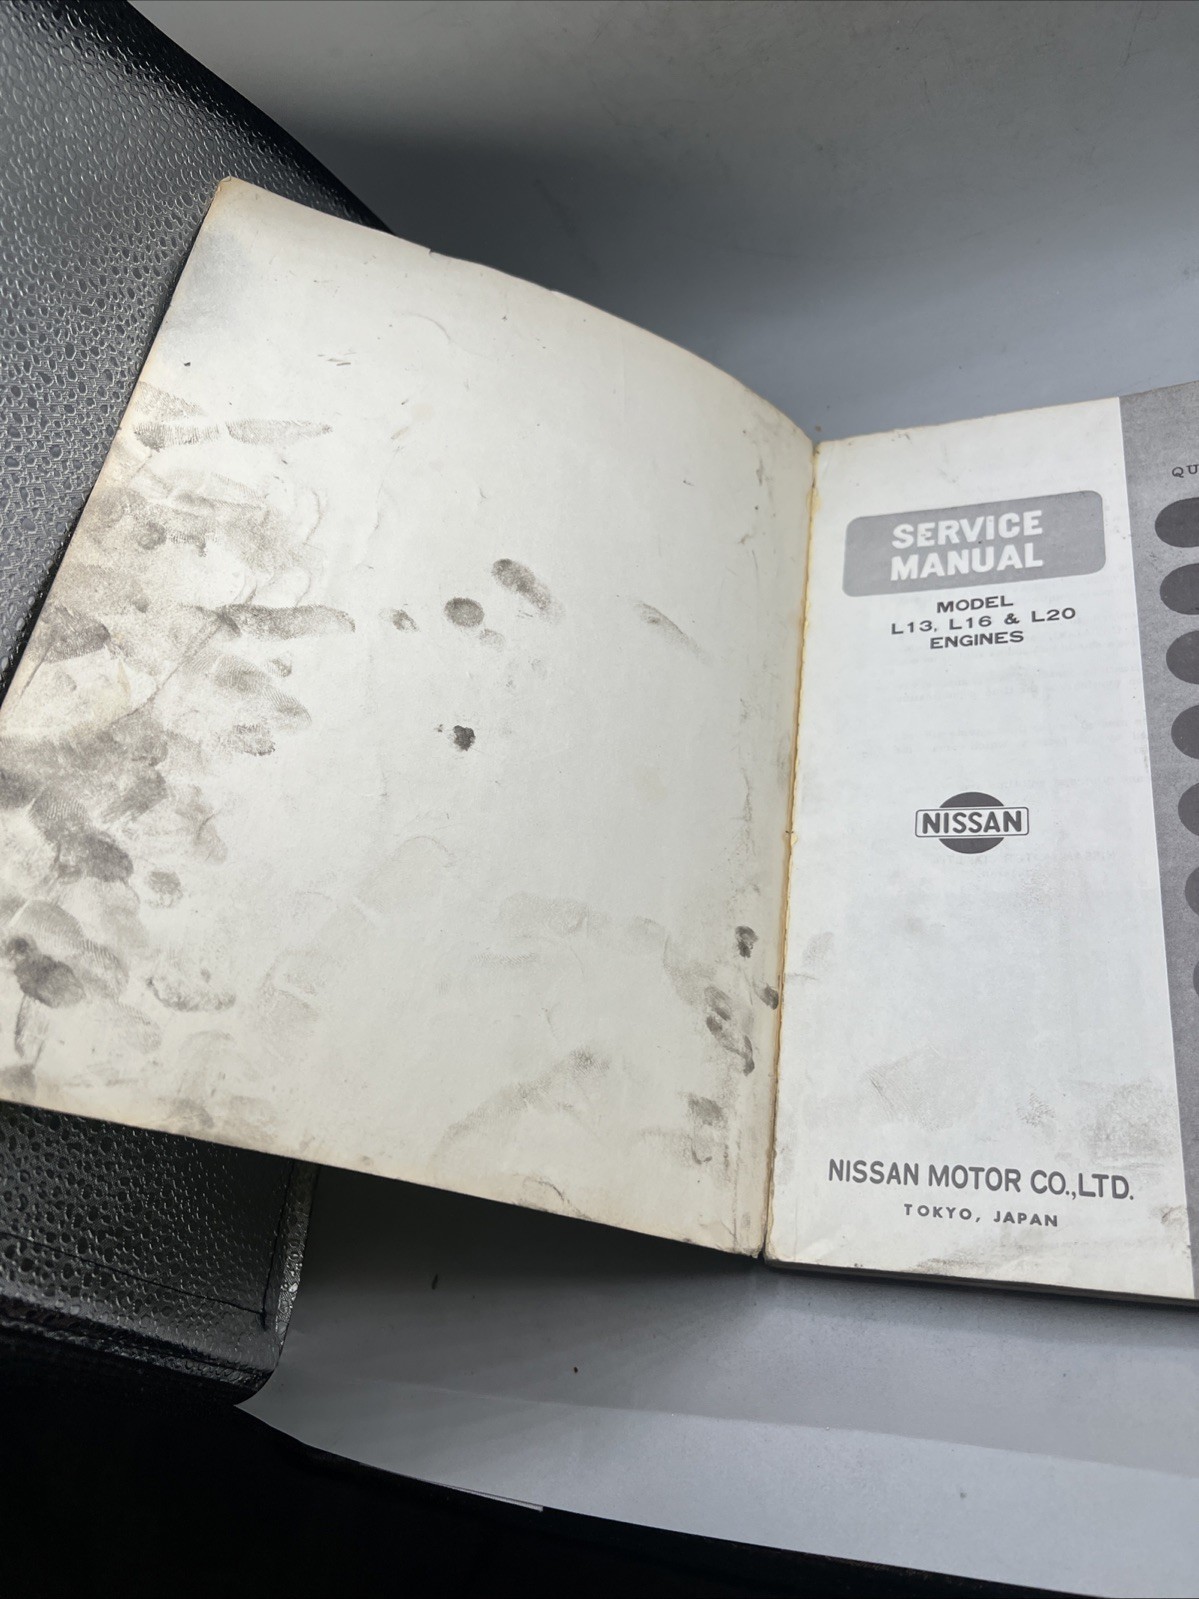 SERVICE
MANUAL
MODEL
L13, L16 & L20
ENGINES
NISSAN
NISSAN MOTOR CO.,LTD.
TOKYO, JAPAN